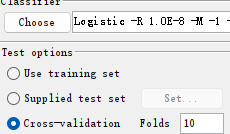 Classifier
Choose
Logistic -R 1.0E-8 -M -1 -
Test options
Use training set
Supplied test set
Set...
Cross-validation Folds 10